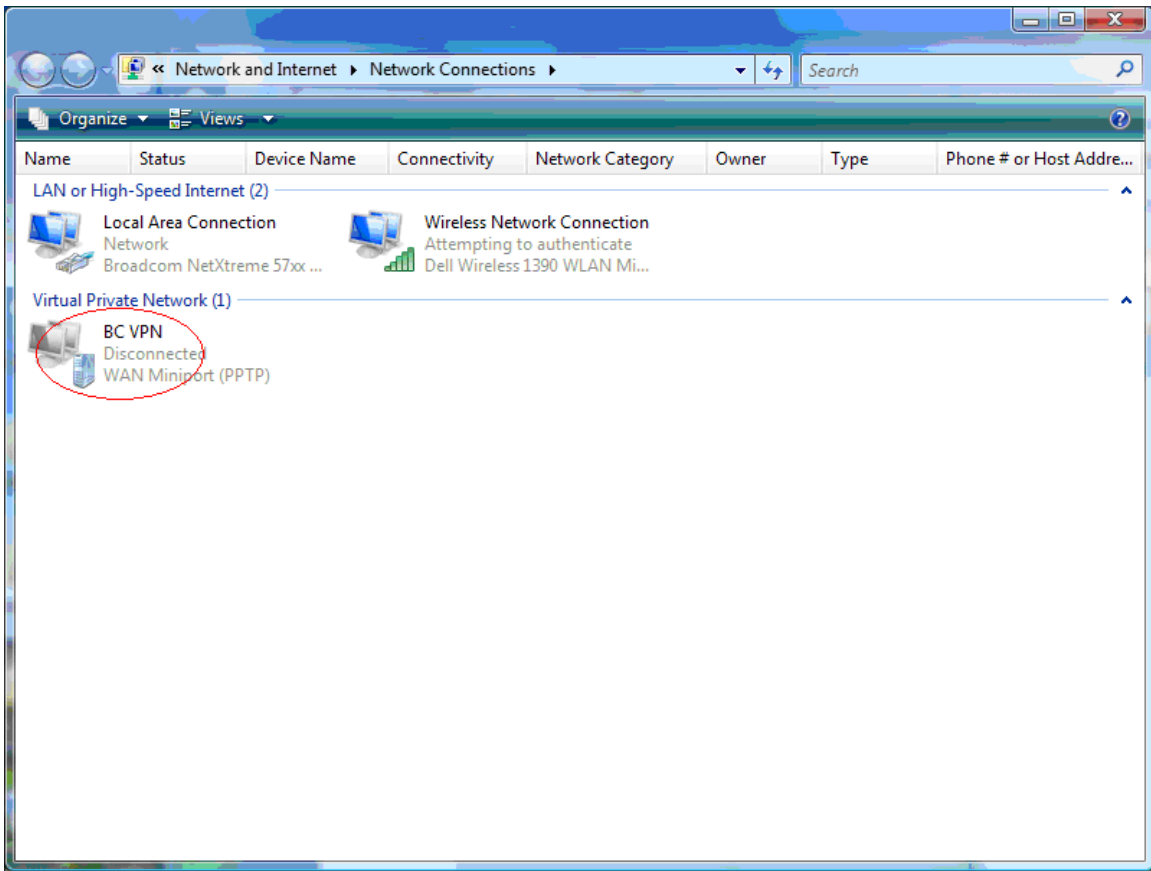 « Network and Internet Network Connections Search
Organize Views
Name Status Device Name Connectivity Network Category Owner Type Phone # or Host Addre...
LAN or High-Speed Internet (2)
Local Area Connection
Network
Broadcom NetXtreme 57xx ...
Wireless Network Connection
Attempting to authenticate
Dell Wireless 1390 WLAN Mi...
Virtual Private Network (1)
BC VPN
Disconnected
WAN Miniport (PPTP)